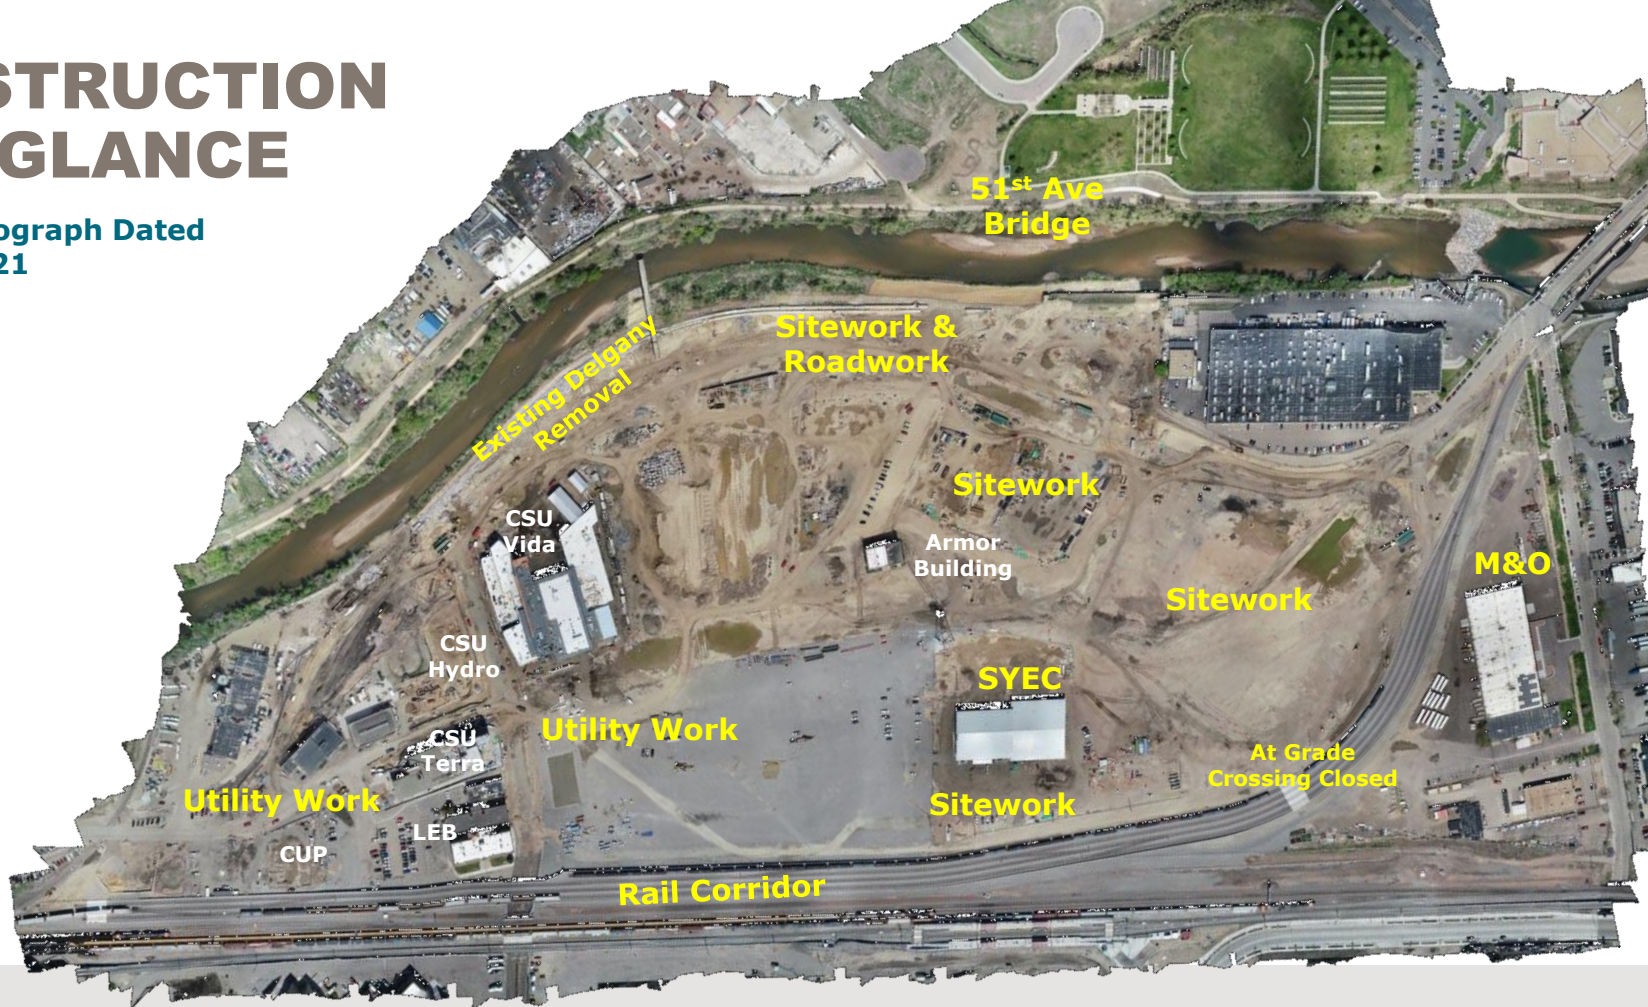 STRUCTION
GLANCE
ograph Dated
21
51st Ave
Bridge
Sitework &
Roadwork
Existing Delgany
Removal
Sitework
CSU
Vida
Armor
Building
M&O
Sitework
CSU
Hydro
SYEC
Utility Work
CSU
Terra
At Grade
Crossing Closed
Utility Work
Sitework
LEB
CUP
Rail Corridor